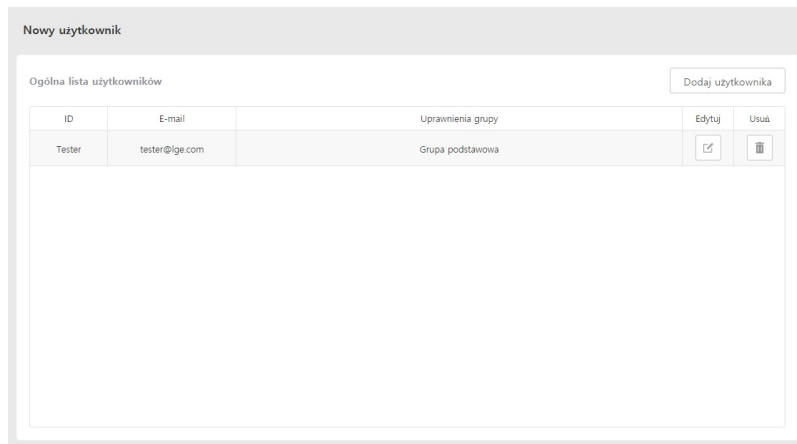 Nowy użytkownik
Ogólna lista użytkowników Dodaj użytkownika
ID E-mail Uprawnienia grupy Edytuj Usuń
Tester tester@lge.com Grupa podstawowa